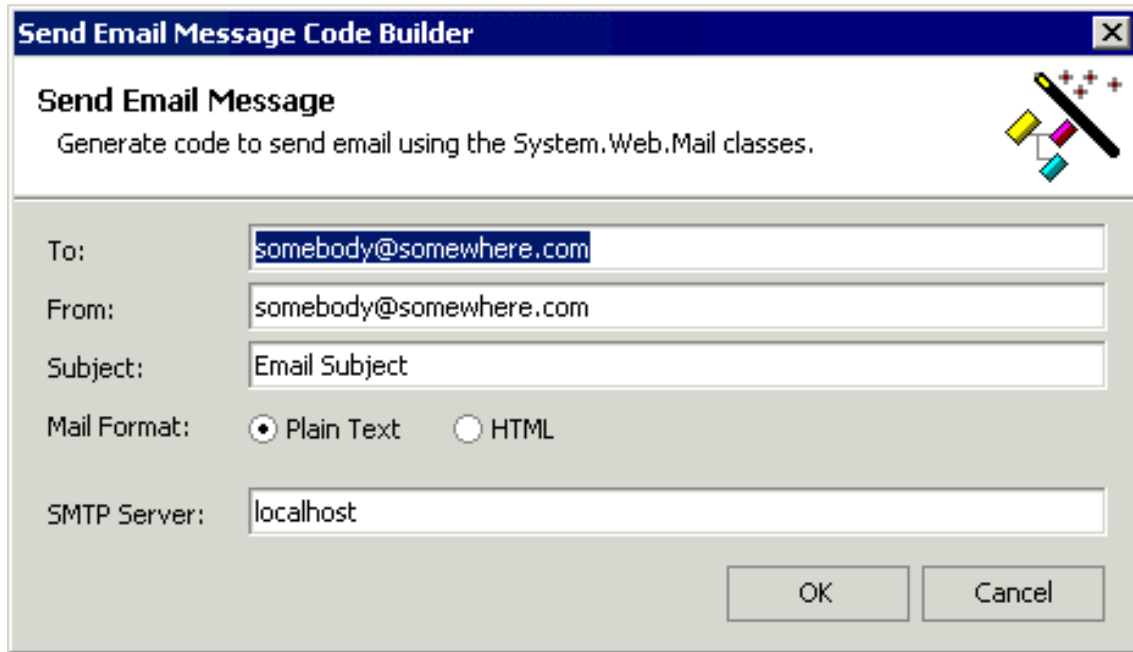 Send Email Message Code Builder
Send Email Message
Generate code to send email using the System.Web.Mail classes.
To: somebody@somewhere.com
From: somebody@somewhere.com
Subject: Email Subject
Mail Format: Plain Text HTML
SMTP Server: localhost
OK Cancel